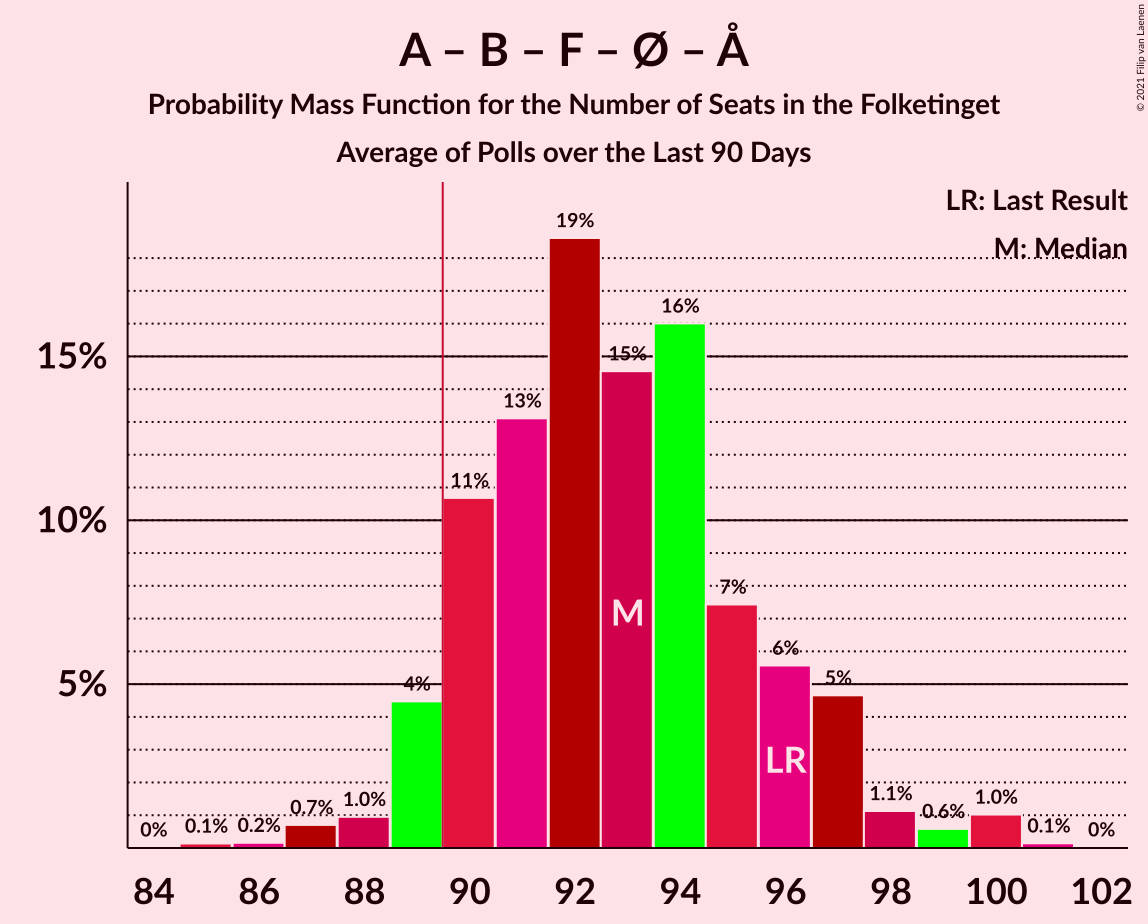 A – B – F – Ø – Å
Probability Mass Function for the Number of Seats in the Folketinget
Average of Polls over the Last 90 Days
© 2021 Filip van Laenen
LR: Last Result
M: Median
15%
10%
5%
0%
0.1%
0.2%
0.7%
1.0%
4%
11%
13%
19%
15%
16%
7%
6%
5%
1.1%
0.6%
1.0%
0.1%
0%
M
LR
84 86 88 90 92 94 96 98 100 102